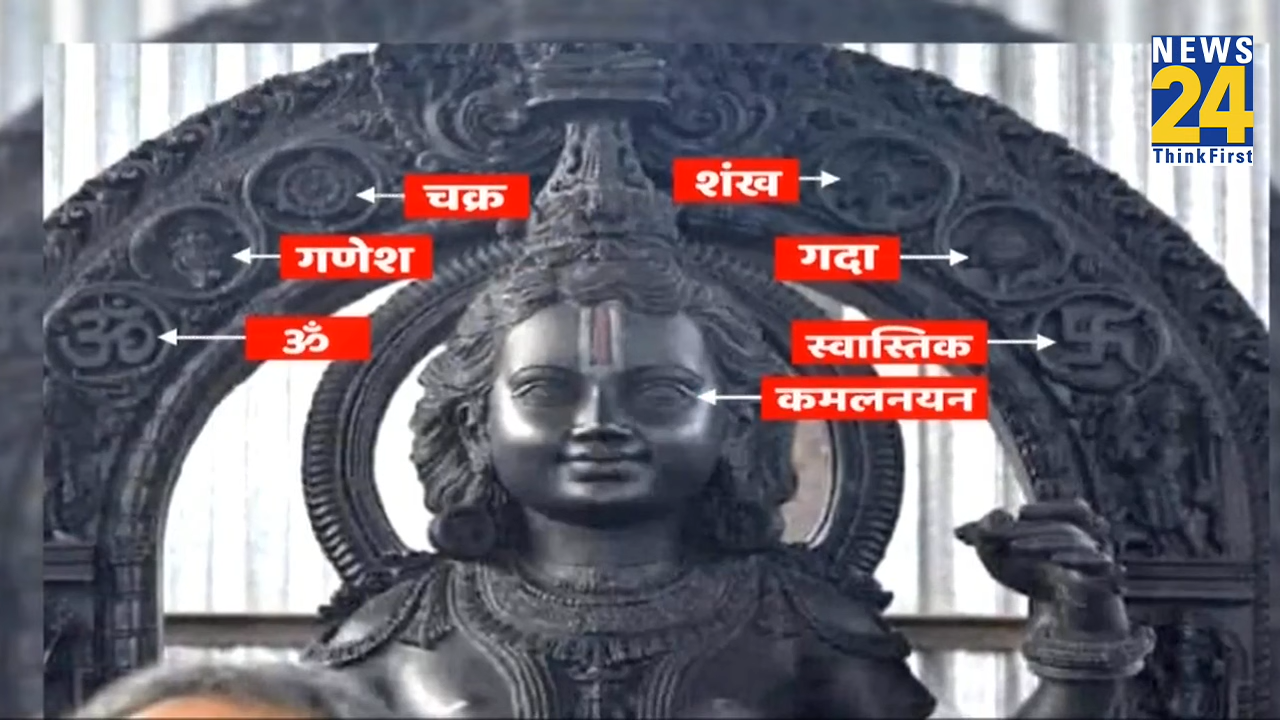 NEWS
24
ThinkFirst
चक्र
शंख
गणेश
गदा
ॐ
स्वास्तिक
कमलनयन